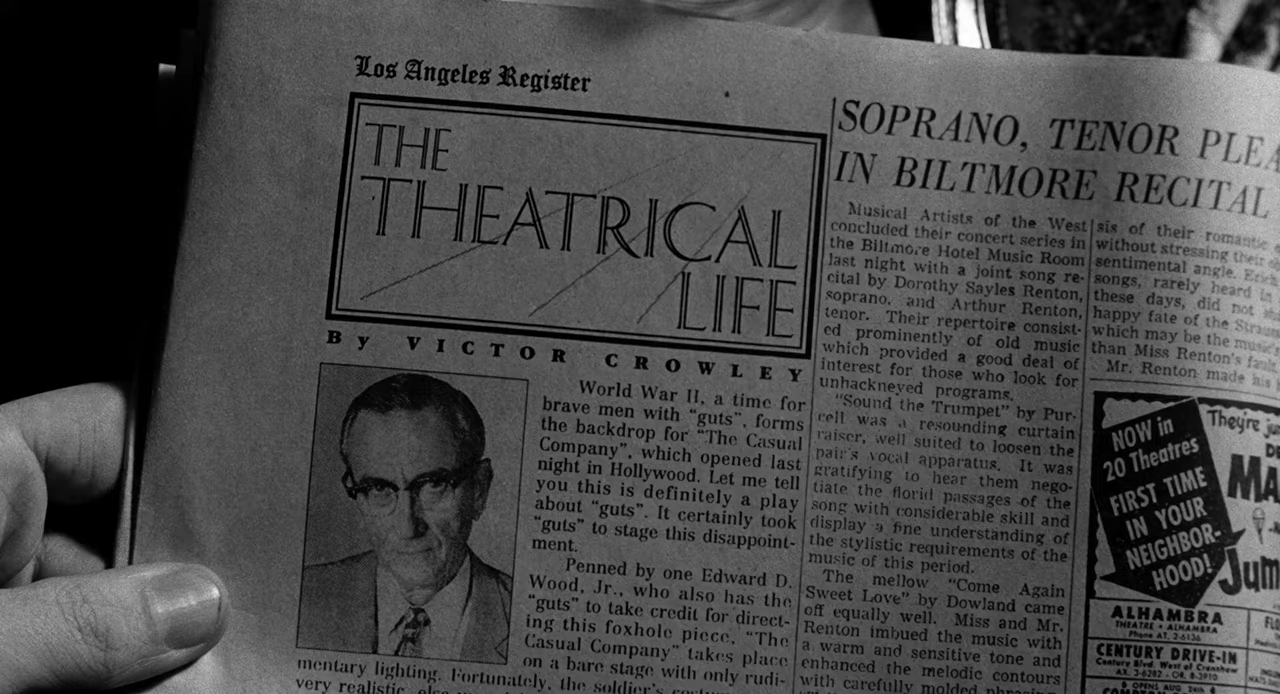 Los Angeles Register
THE
THEATRICAL
LIFE
By VICTOR CROWLEY
World War II, a time for
brave men with "guts", forms
the backdrop for "The Casual
Company", which opened last
night in Hollywood. Let me tell
you this is definitely a play
about "guts". It certainly took
"guts" to stage this disappoint-
ment.
Penned by one Edward D.
Wood, Jr., who also has the
"guts" to take credit for direct-
ing this foxhole piece, "The
Casual Company" takes place
on a bare stage with only rudi-
mentary lighting. Fortunately, the soldier's
very realistic,
SOPRANO, TENOR
IN BILTMORE RECITAL
Musical Artists of the West
concluded their concert series in
the Biltmore Hotel Music Room
last night with a joint song re-
cital by Dorothy Sayles Renton,
soprano, and Arthur Renton,
tenor. Their repertoire consist-
ed prominently of old music
which provided a good deal of
interest for those who look for
unhackneyed programs.
"Sound the Trumpet" by Pur-
cell was a resounding curtain
raiser, well suited to loosen the
pair's vocal apparatus. It was
gratifying to hear them nego-
tiate the florid passages of the
song with considerable skill and
display a fine understanding of
the stylistic requirements of the
music of this period.
The mellow "Come Again
Sweet Love" by Dowland came
off equally well. Miss and Mr.
Renton imbued the music with
a warm and sensitive tone and
enhanced the melodic contours
with carefully molded
sis of their romantic
without stressing their
sentimental angle.
songs, rarely heard in
these days, did not
happy fate of the
which may be the
than Miss Renton's
Mr. Renton made his
NOW in
20 Theatres
FIRST TIME
IN YOUR
NEIGHBOR-
HOOD!
They're
ALHAMBRA
THEATRE • ALHAMBRA
Phone AT. 2-6136
CENTURY DRIVE-IN
Century Blvd. West of Crenshaw